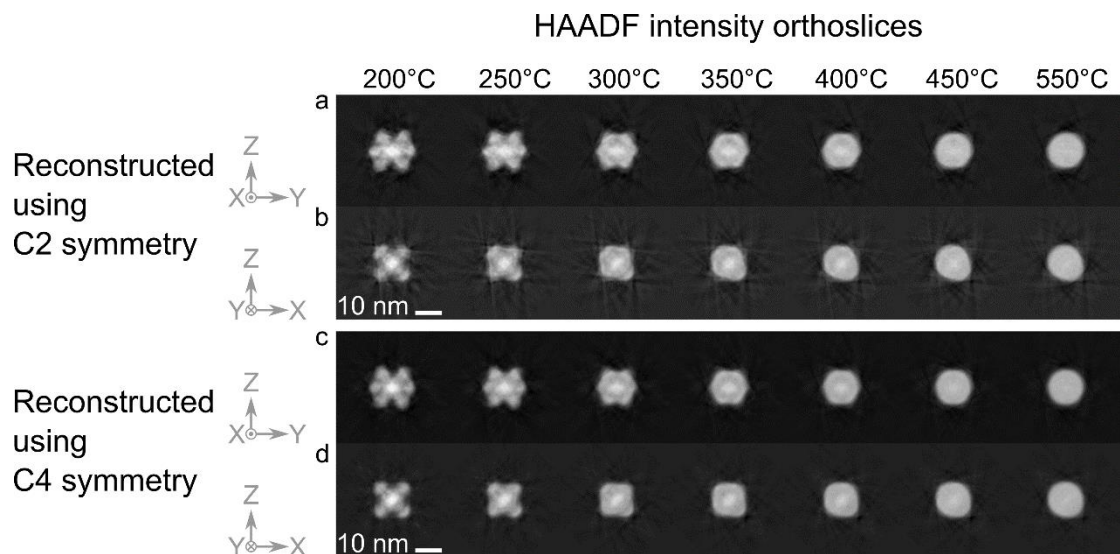 HAADF intensity orthoslices
200°C 250°C 300°C 350°C 400°C 450°C 550°C
a
Reconstructed
using
C2 symmetry
Z
X Y
b
Z
Y X
10 nm
c
Reconstructed
using
C4 symmetry
Z
X Y
d
Z
Y X
10 nm